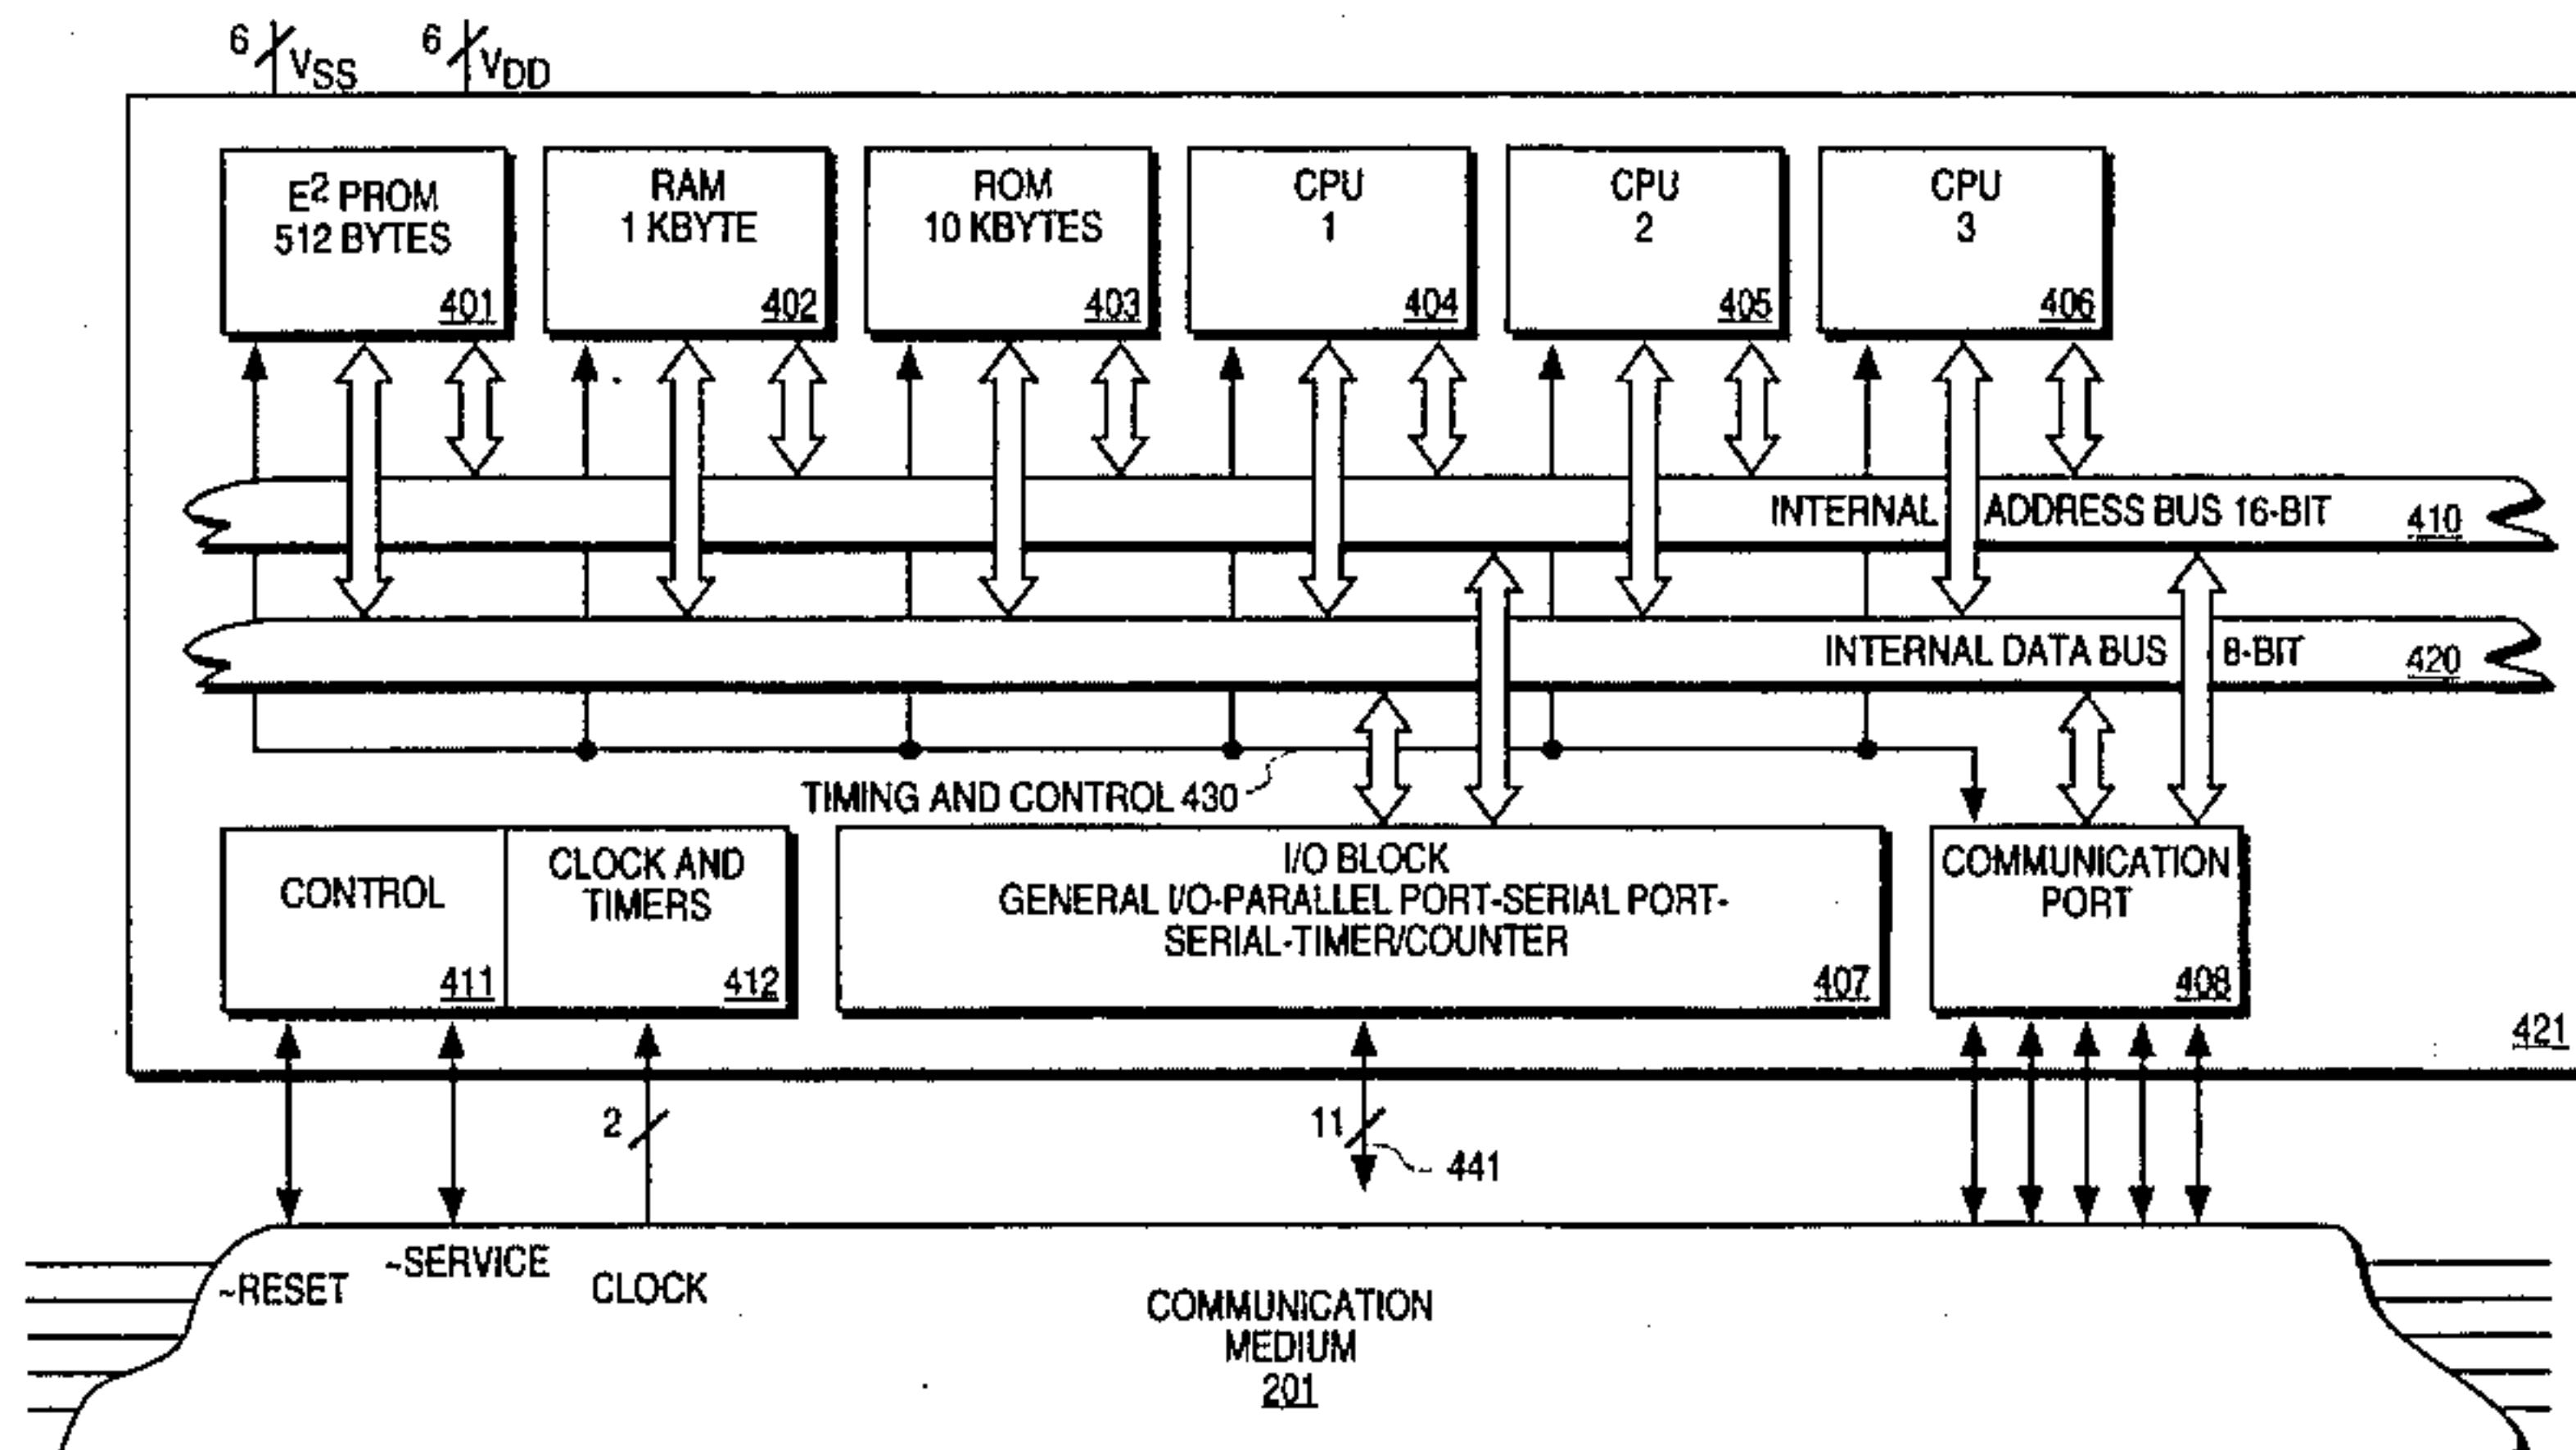 6 VSS
6 VDD
E2 PROM
512 BYTES
401
RAM
1 KBYTE
402
ROM
10 KBYTES
403
CPU
1
404
CPU
2
405
CPU
3
406
INTERNAL ADDRESS BUS 16-BIT 410
INTERNAL DATA BUS 8-BIT 420
TIMING AND CONTROL 430
CONTROL
411
CLOCK AND
TIMERS
412
I/O BLOCK
GENERAL I/O-PARALLEL PORT-SERIAL PORT-
SERIAL-TIMER/COUNTER
407
COMMUNICATION
PORT
408
421
2
11
441
~RESET
~SERVICE
CLOCK
COMMUNICATION
MEDIUM
201